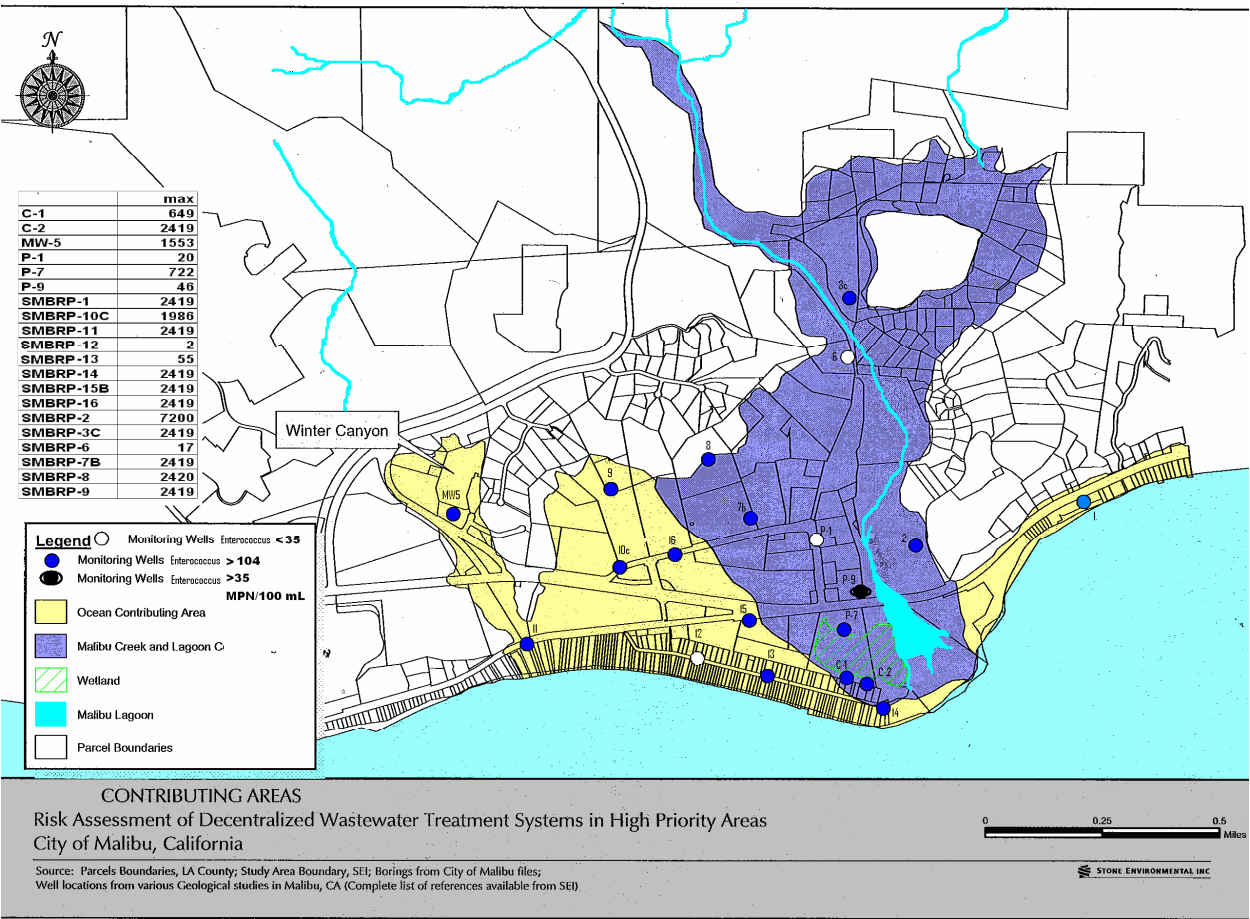 N
max
C-1 649
C-2 2419
MW-5 1553
P-1 20
P-7 722
P-9 46
SMBRP-1 2419
SMBRP-10C 1986
SMBRP-11 2419
SMBRP-12 2
SMBRP-13 55
SMBRP-14 2419
SMBRP-15B 2419
SMBRP-16 2419
SMBRP-2 7200
SMBRP-3C 2419
SMBRP-6 17
SMBRP-7B 2419
SMBRP-8 2420
SMBRP-9 2419
Winter Canyon
3c
6
8
9
MW5
7b
P-1
1
2
16
10c
P-9
15
P-7
11
12
13
C-1
C-2
14
Legend
Monitoring Wells Enterococcus <35
Monitoring Wells Enterococcus >104
Monitoring Wells Enterococcus >35
MPN/100 mL
Ocean Contributing Area
Malibu Creek and Lagoon
Wetland
Malibu Lagoon
Parcel Boundaries
CONTRIBUTING AREAS
Risk Assessment of Decentralized Wastewater Treatment Systems in High Priority Areas
City of Malibu, California
0 0.25 0.5
Miles
Source: Parcels Boundaries, LA County; Study Area Boundary, SEI; Borings from City of Malibu files;
Well locations from various Geological studies in Malibu, CA (Complete list of references available from SEI)
STONE ENVIRONMENTAL INC